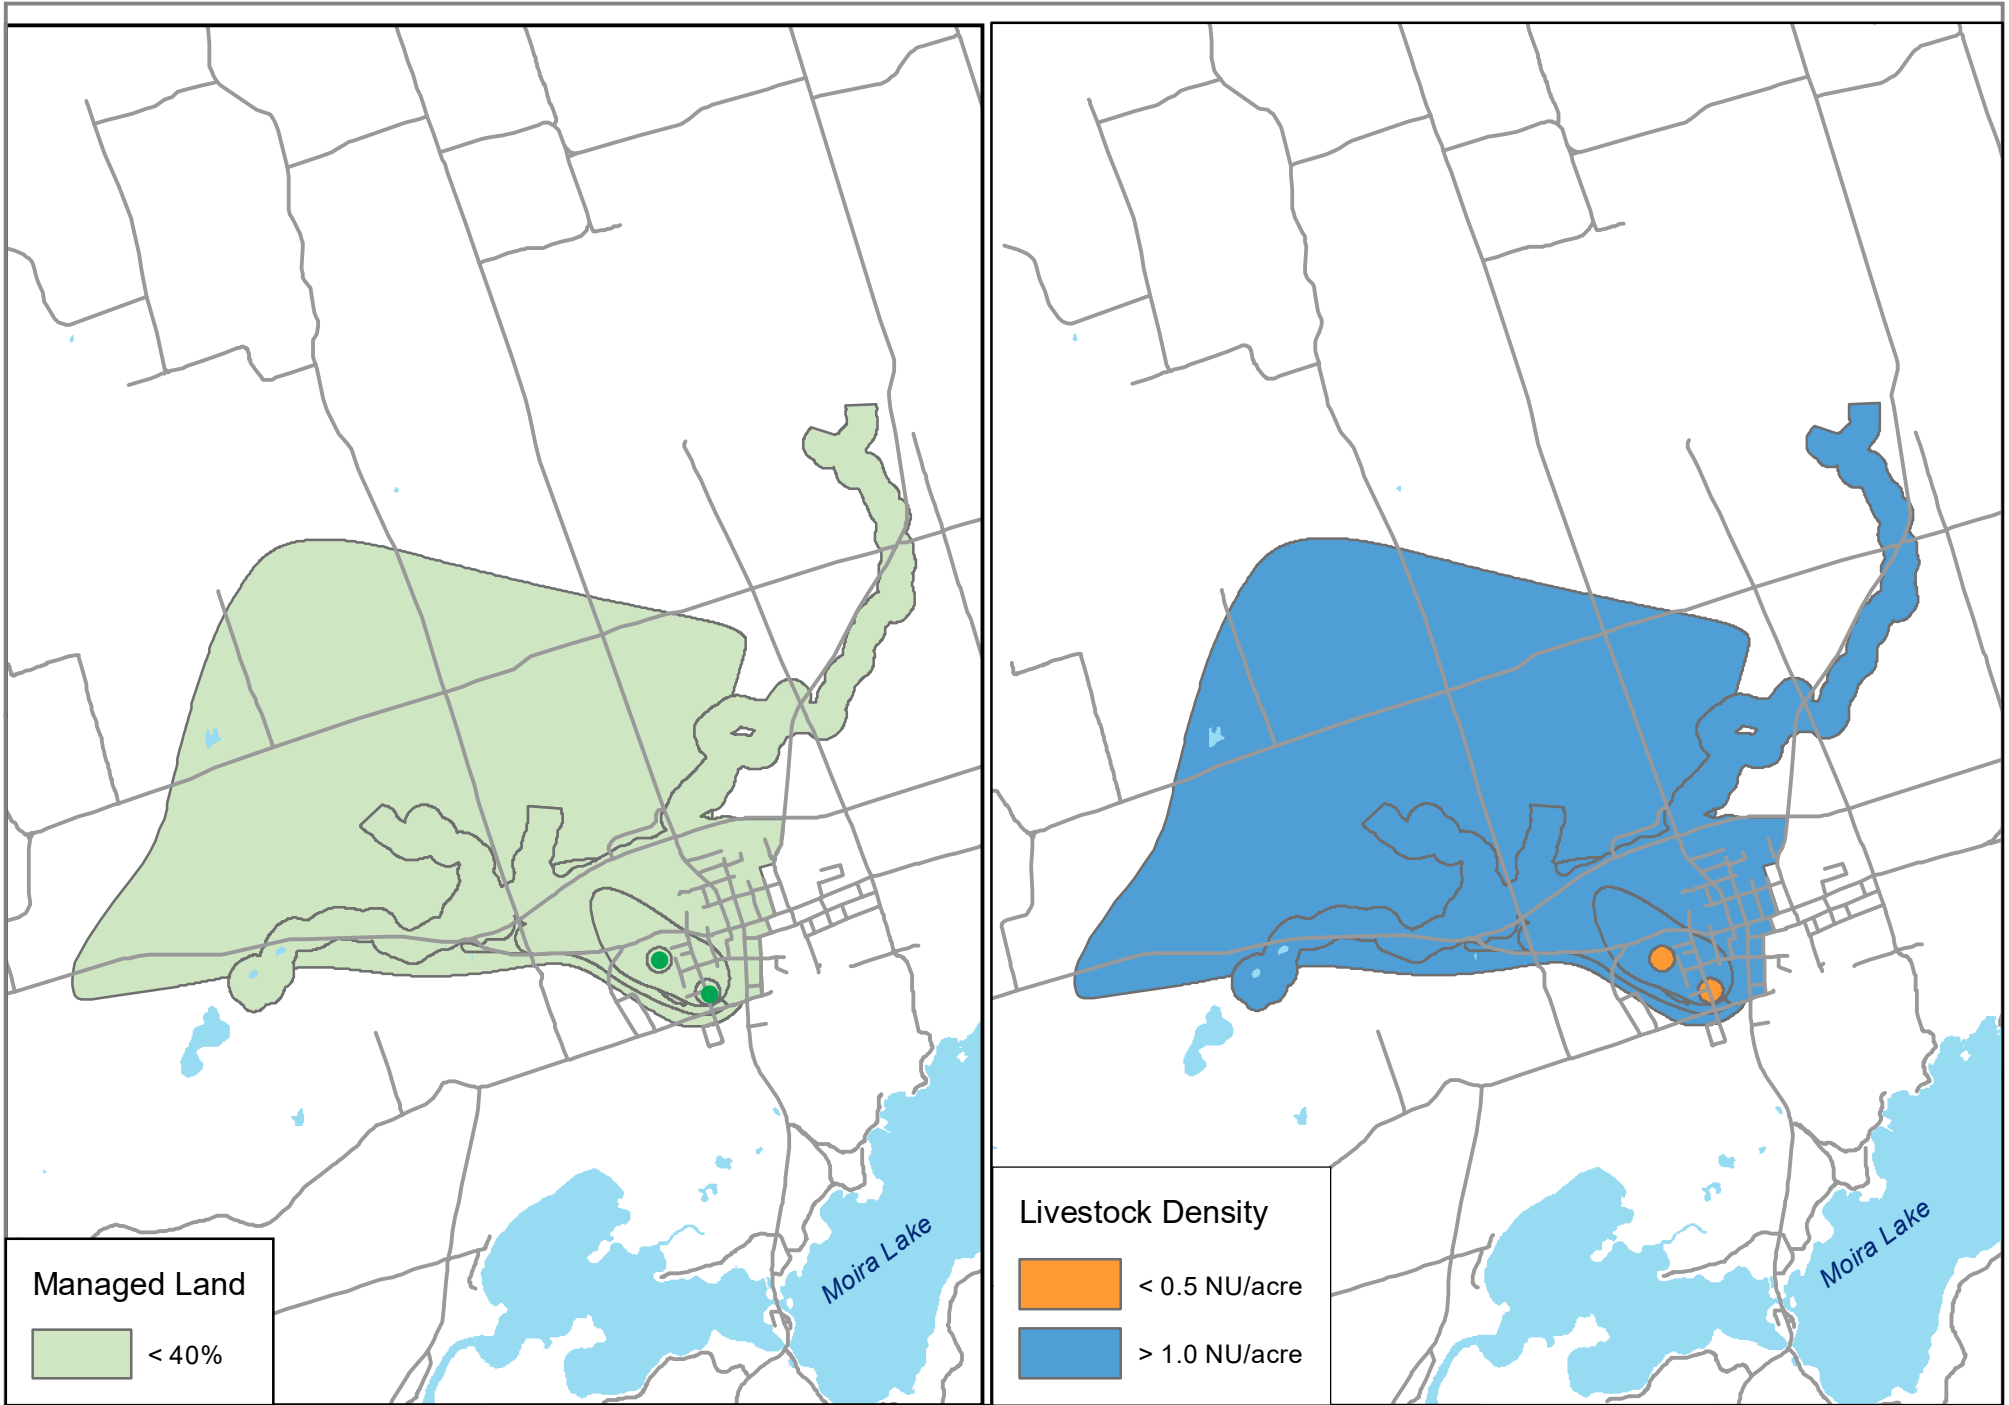 Moira Lake
Managed Land
< 40%
Moira Lake
Livestock Density
< 0.5 NU/acre
> 1.0 NU/acre